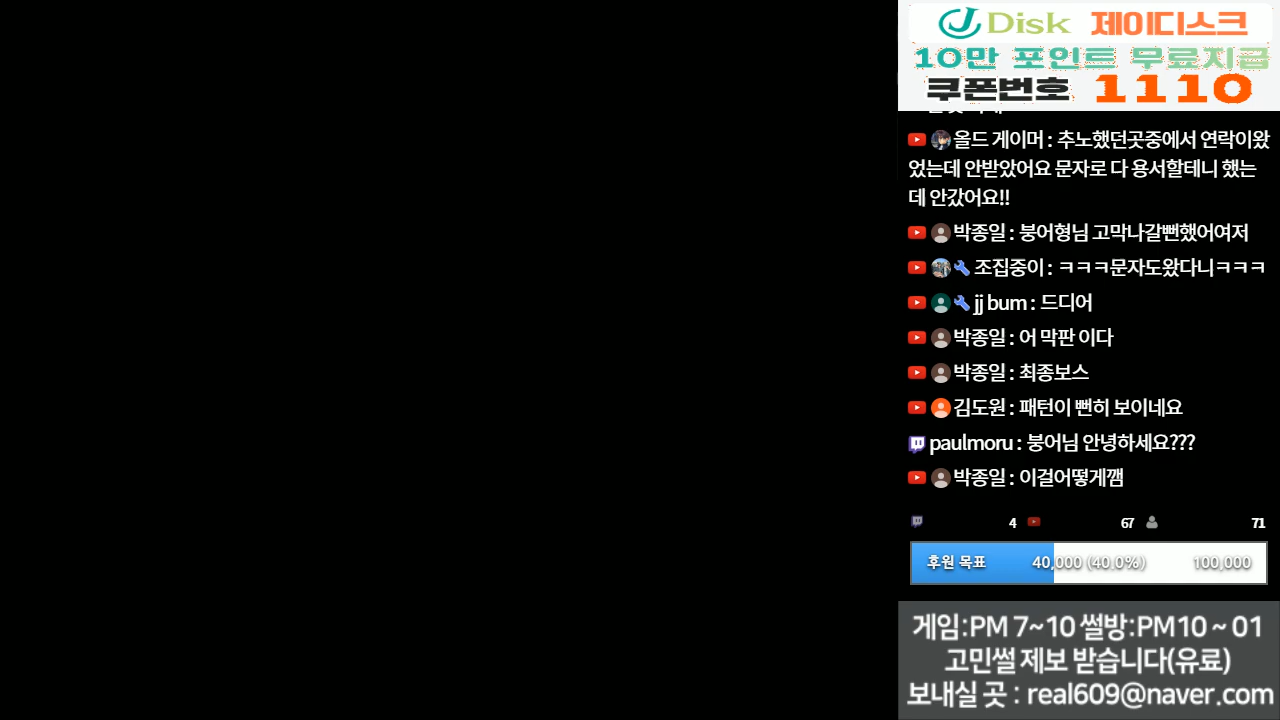 JDisk 제이디스크
10만 포인트 무료지급
쿠폰번호 1110
올드 게이머 : 추노했던곳중에서 연락이왔
었는데 안받았어요 문자로 다 용서할테니 했는
데 안갔어요!!
박종일 : 붕어형님 고막나갈뻔했어여저
조집중이 : ㅋㅋㅋ문자도왔다니ㅋㅋㅋ
jj bum : 드디어
박종일 : 어 막판 이다
박종일 : 최종보스
김도원 : 패턴이 뻔히 보이네요
paulmoru : 붕어님 안녕하세요???
박종일 : 이걸어떻게깸
4 67 71
후원 목표 40,000 (40.0%) 100,000
게임:PM 7~10 썰방:PM10 ~ 01
고민썰 제보 받습니다(유료)
보내실 곳 : real609@naver.com